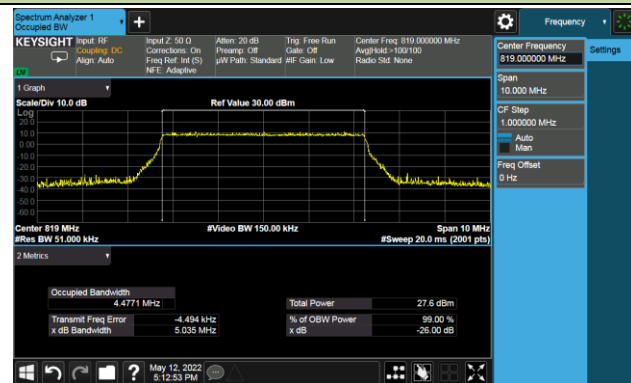 Spectrum Analyzer 1
Occupied BW
Frequency
KEYSIGHT
Input: RF
Coupling: DC
Align: Auto
Input Z: 50 Ω
Corrections: On
Freq Ref: Int (S)
NFE: Adaptive
Atten: 20 dB
Preamp: Off
µW Path: Standard
Trig: Free Run
Gate: Off
#IF Gain: Low
Center Freq: 819.000000 MHz
Avg|Hold:>100/100
Radio Std: None
Center Frequency
819.000000 MHz
Settings
Span
10.000 MHz
CF Step
1.000000 MHz
Auto
Man
Freq Offset
0 Hz
1 Graph
Scale/Div 10.0 dB
Ref Value 30.00 dBm
Log
20.0
10.0
0.00
-10.0
-20.0
-30.0
-40.0
-50.0
-60.0
Center 819 MHz
#Video BW 150.00 kHz
Span 10 MHz
#Res BW 51.000 kHz
#Sweep 20.0 ms (2001 pts)
2 Metrics
Occupied Bandwidth
4.4771 MHz
Total Power
27.6 dBm
Transmit Freq Error
-4.494 kHz
% of OBW Power
99.00 %
x dB Bandwidth
5.035 MHz
x dB
-26.00 dB
May 12, 2022
5:12:53 PM